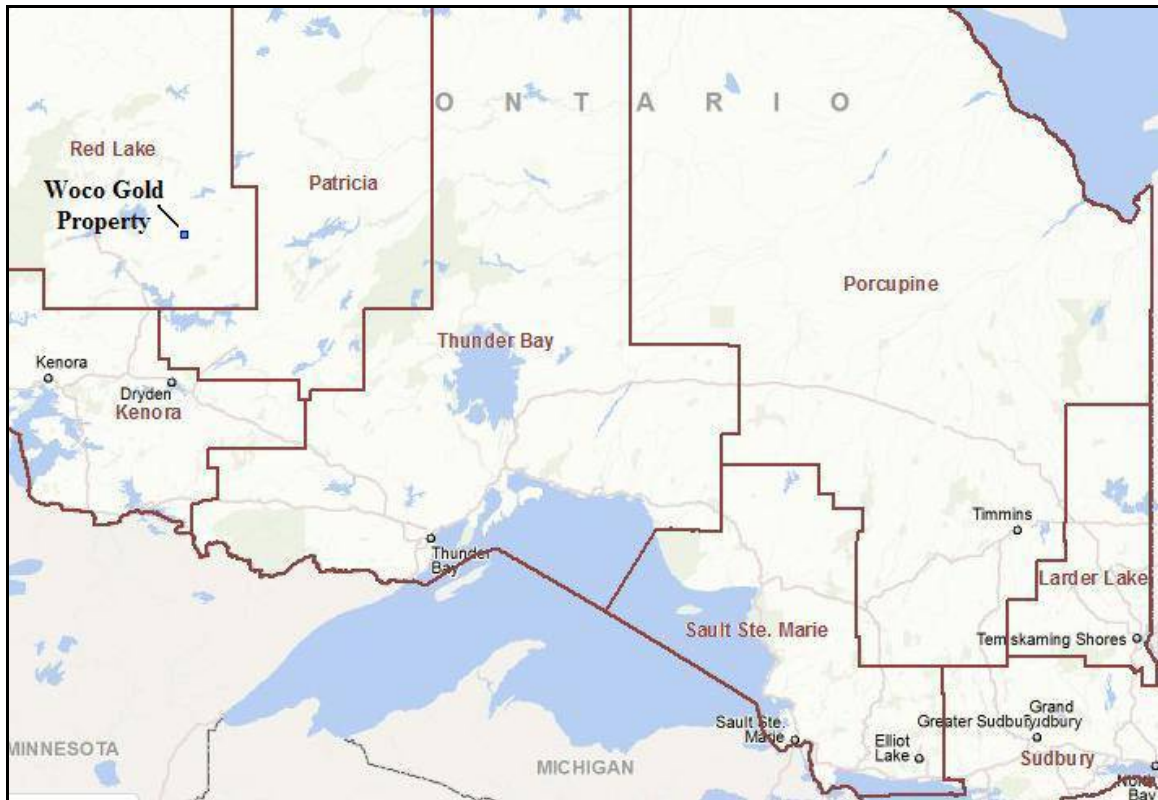 O N T A R I O
Red Lake
Patricia
Woco Gold
Property
Porcupine
Thunder Bay
Kenora
Dryden
Kenora
Timmins
Thunder
Bay
Larder Lake
Sault Ste. Marie
Temiskaming Shores
Grand
Greater Sudbury
Sault Ste.
Marie
Elliot
Lake
Sudbury
MINNESOTA
MICHIGAN
Bay